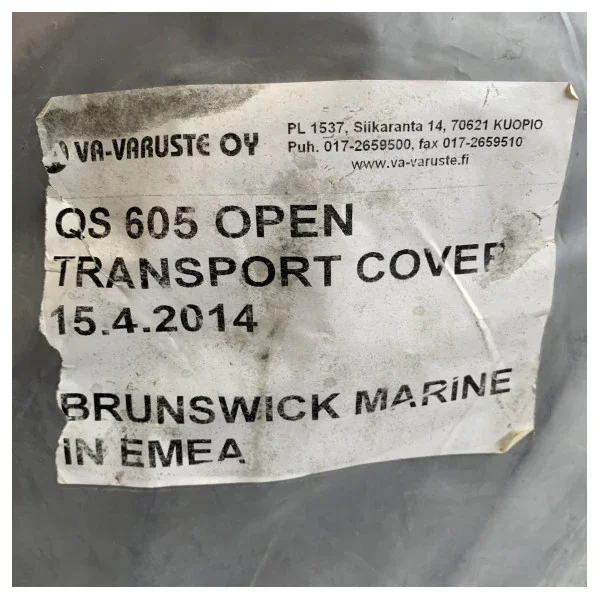 VA-VARUSTE OY
PL 1537, Siikaranta 14, 70621 KUOPIO
Puh. 017-2659500, fax 017-2659510
www.va-varuste.fi
QS 605 OPEN
TRANSPORT COVER
15.4.2014
BRUNSWICK MARINE
IN EMEA